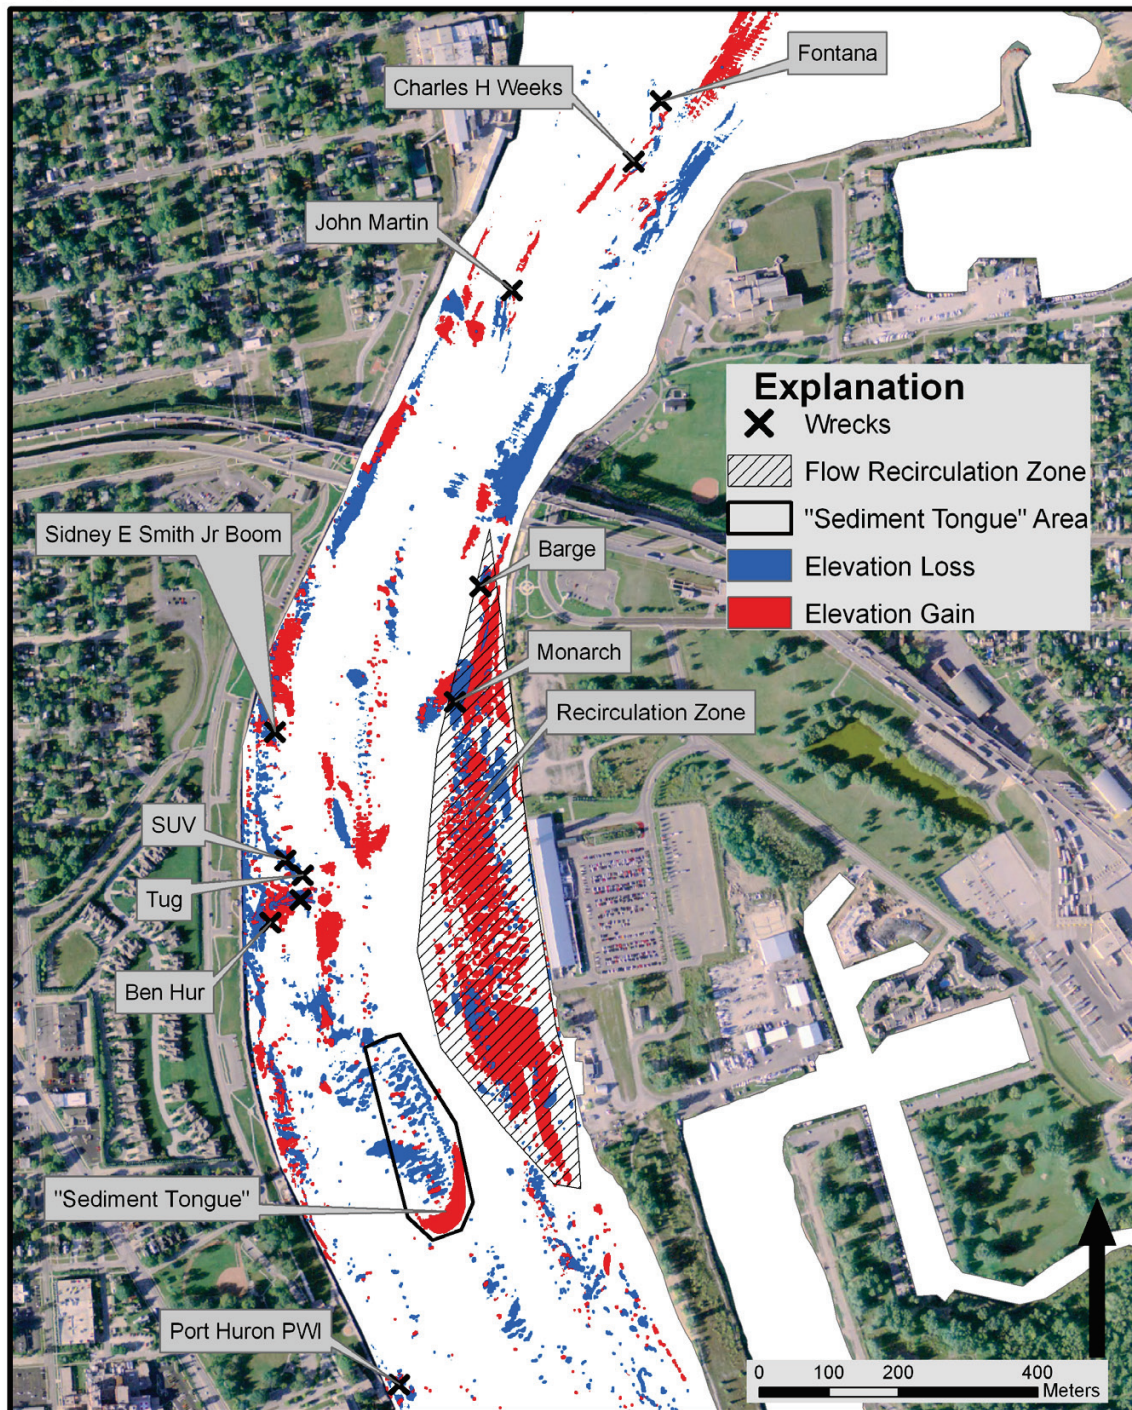 Fontana
Charles H Weeks
John Martin
Explanation
Wrecks
Flow Recirculation Zone
"Sediment Tongue" Area
Elevation Loss
Elevation Gain
Sidney E Smith Jr Boom
Barge
Monarch
Recirculation Zone
SUV
Tug
Ben Hur
"Sediment Tongue"
Port Huron PWI
0 100 200 400
Meters